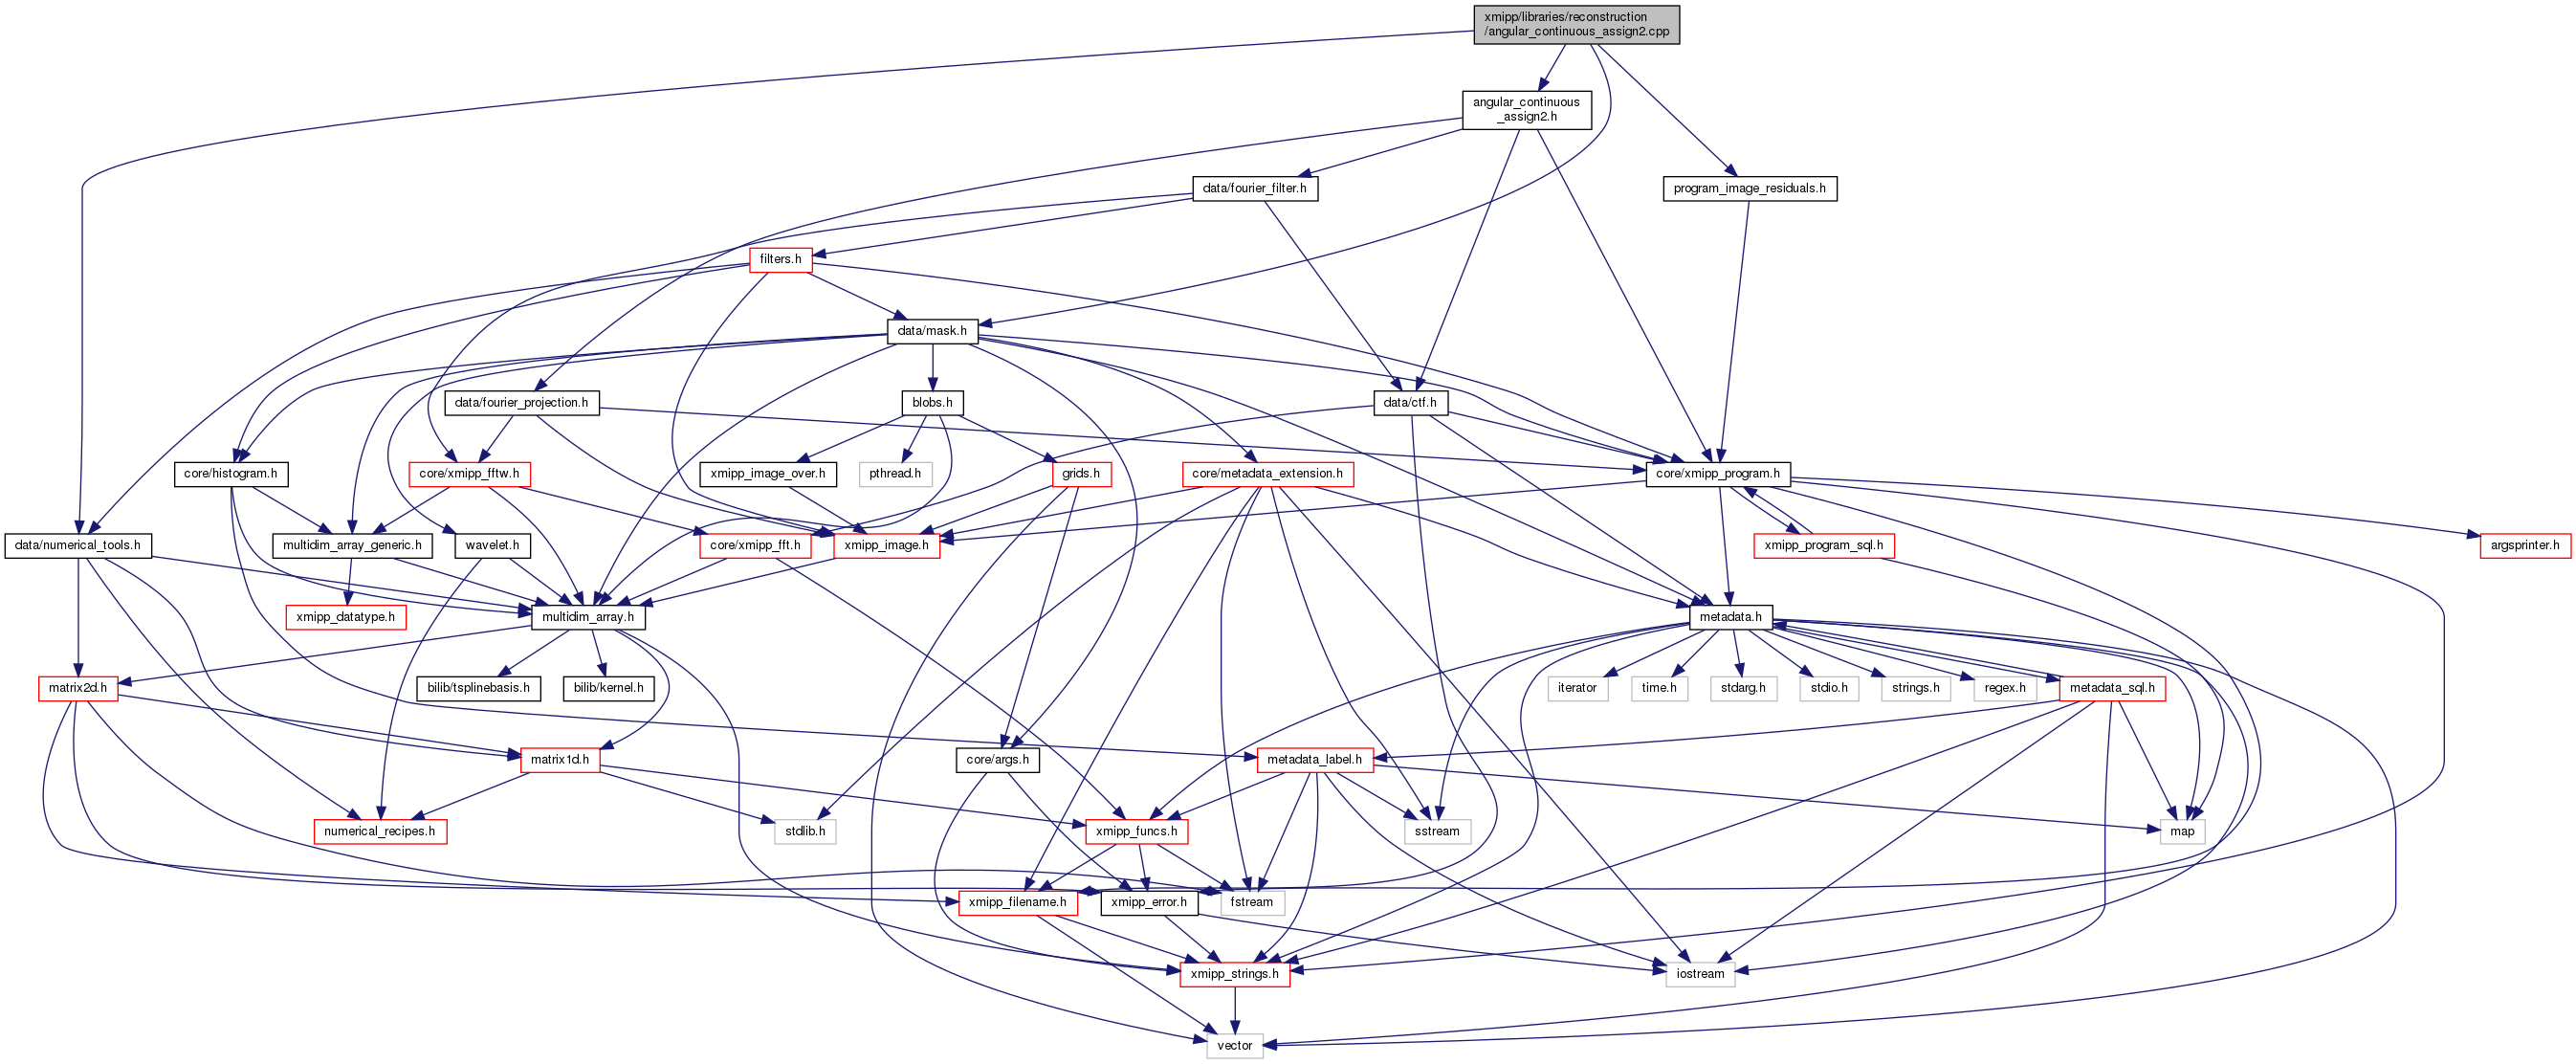 xmipp/libraries/reconstruction
/angular_continuous_assign2.cpp
angular_continuous
_assign2.h
data/fourier_filter.h
program_image_residuals.h
filters.h
data/mask.h
data/fourier_projection.h
blobs.h
data/ctf.h
core/histogram.h
core/xmipp_fftw.h
xmipp_image_over.h
pthread.h
grids.h
core/metadata_extension.h
core/xmipp_program.h
data/numerical_tools.h
multidim_array_generic.h
wavelet.h
core/xmipp_fft.h
xmipp_image.h
xmipp_program_sql.h
argsprinter.h
xmipp_datatype.h
multidim_array.h
metadata.h
matrix2d.h
bilib/tsplinebasis.h
bilib/kernel.h
iterator
time.h
stdarg.h
stdio.h
strings.h
regex.h
metadata_sql.h
matrix1d.h
core/args.h
metadata_label.h
numerical_recipes.h
stdlib.h
xmipp_funcs.h
sstream
map
xmipp_filename.h
xmipp_error.h
fstream
xmipp_strings.h
iostream
vector